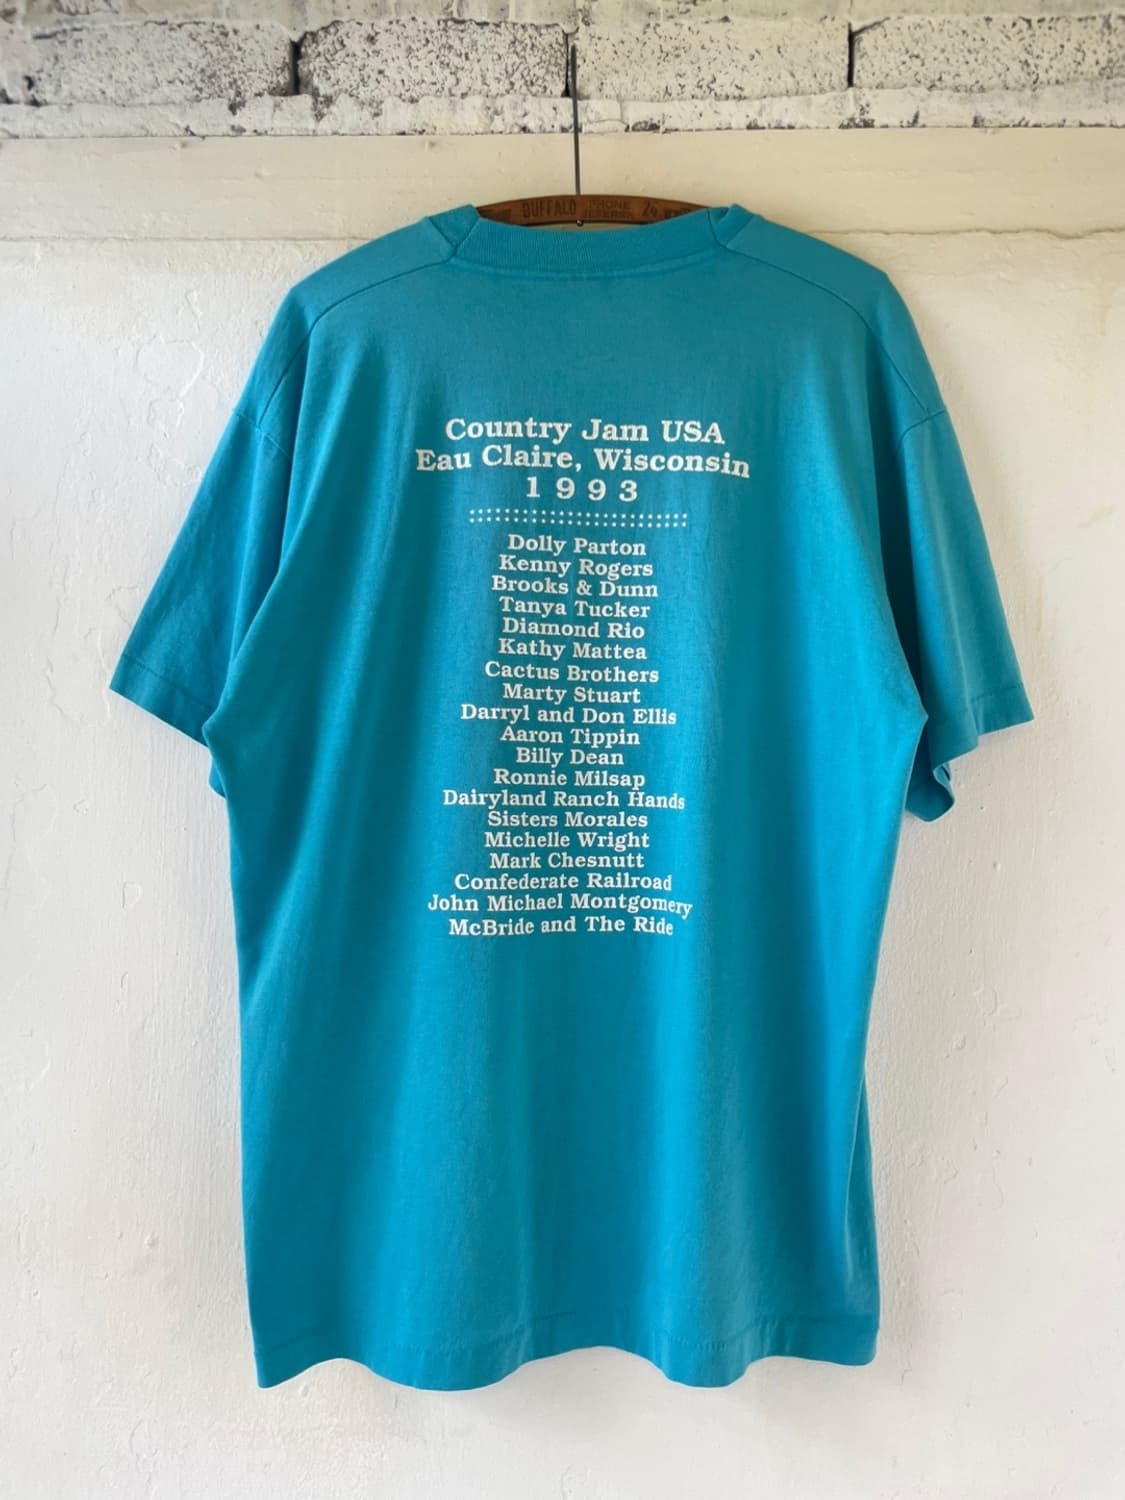 BUFFALO PHONE
Country Jam USA
Eau Claire, Wisconsin
1993
Dolly Parton
Kenny Rogers
Brooks & Dunn
Tanya Tucker
Diamond Rio
Kathy Mattea
Cactus Brothers
Marty Stuart
Darryl and Don Ellis
Aaron Tippin
Billy Dean
Ronnie Milsap
Dairyland Ranch Hands
Sisters Morales
Michelle Wright
Mark Chesnutt
Confederate Railroad
John Michael Montgomery
McBride and The Ride